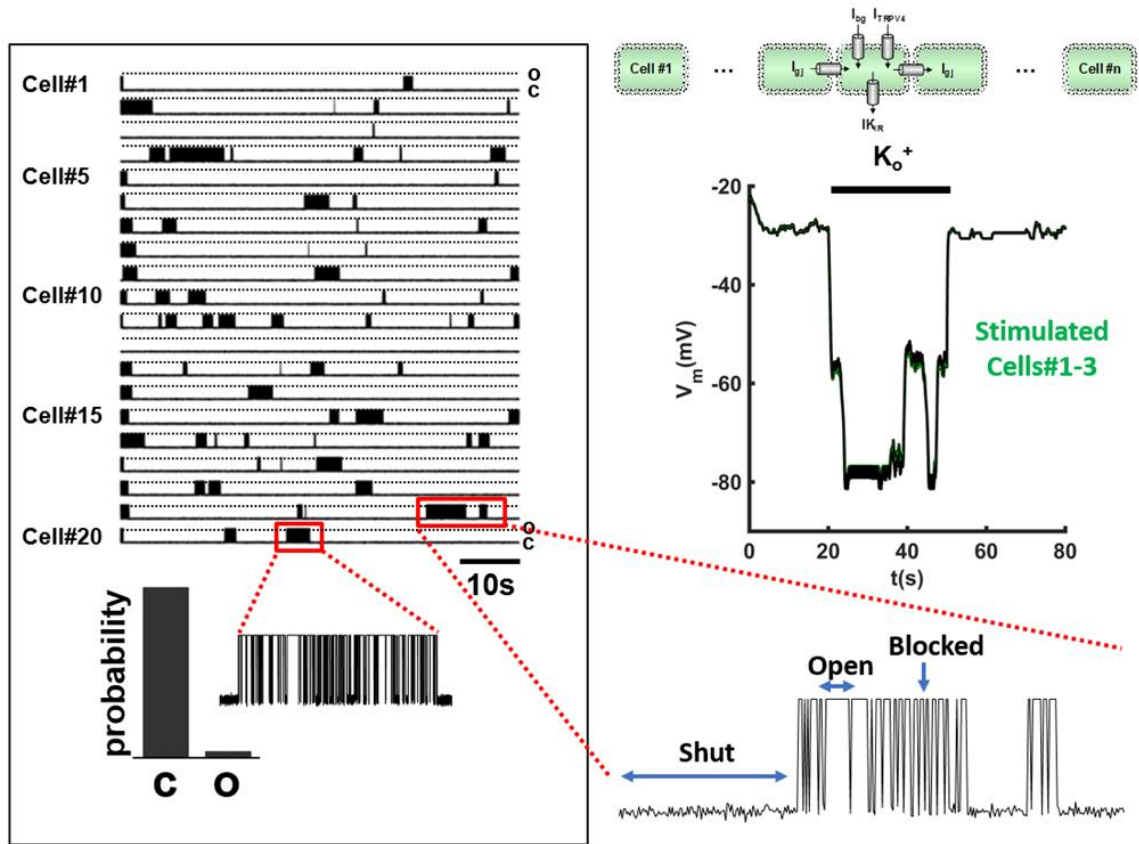 Cell#1
O
C
Cell#5
Cell#10
Cell#15
Cell#20
O
C
10s
probability
C O
I_bg I_TRPV4
Cell #1 ... I_gj I_gj ... Cell #n
IK_IR
K_o^+
-20
-40
-60
-80
V_m(mV)
0 20 40 60 80
t(s)
Stimulated
Cells#1-3
Blocked
Open
Shut